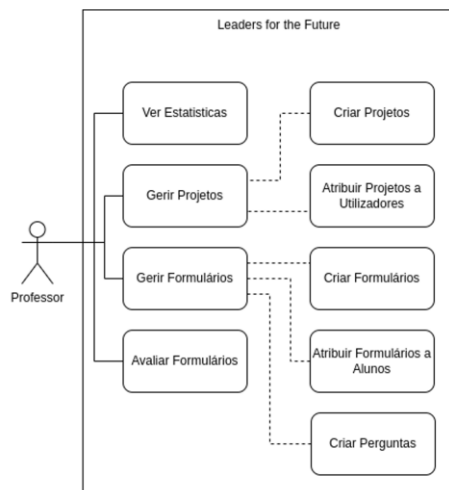 Leaders for the Future
Ver Estatisticas
Criar Projetos
Gerir Projetos
Atribuir Projetos a
Utilizadores
Professor
Gerir Formulários
Criar Formulários
Avaliar Formulários
Atribuir Formulários a
Alunos
Criar Perguntas